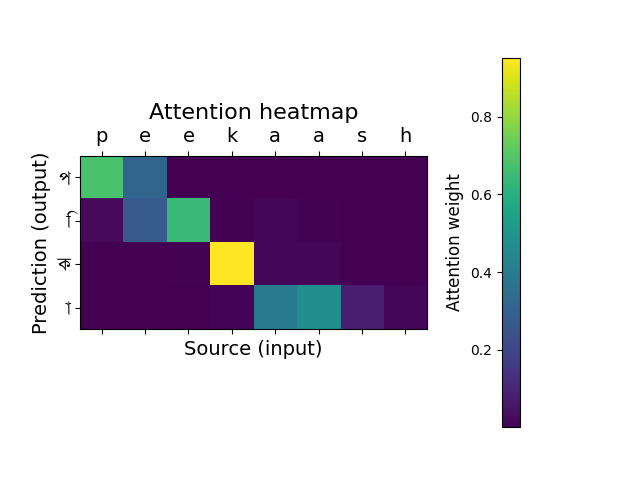 Attention heatmap
p e e k a a s h
প
ি
ক
া
Prediction (output)
Source (input)
0.8
0.6
0.4
0.2
Attention weight